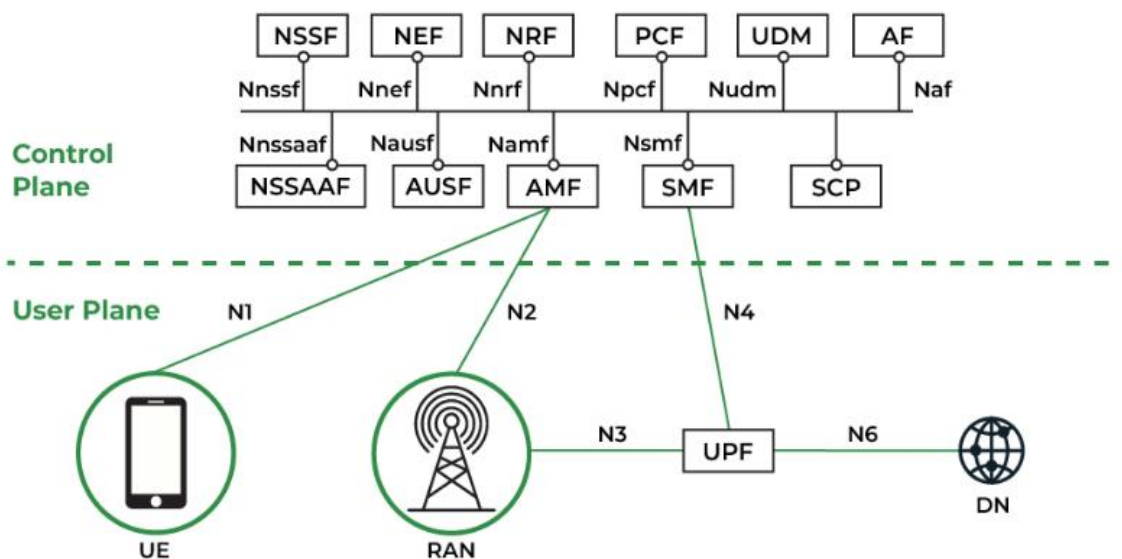 NSSF NEF NRF PCF UDM AF
Nnssf Nnef Nnrf Npcf Nudm Naf
Control
Plane
Nnssaaf Nausf Namf Nsmf
NSSAAF AUSF AMF SMF SCP
User Plane
N1 N2 N4
N3 N6
UPF
DN
UE RAN